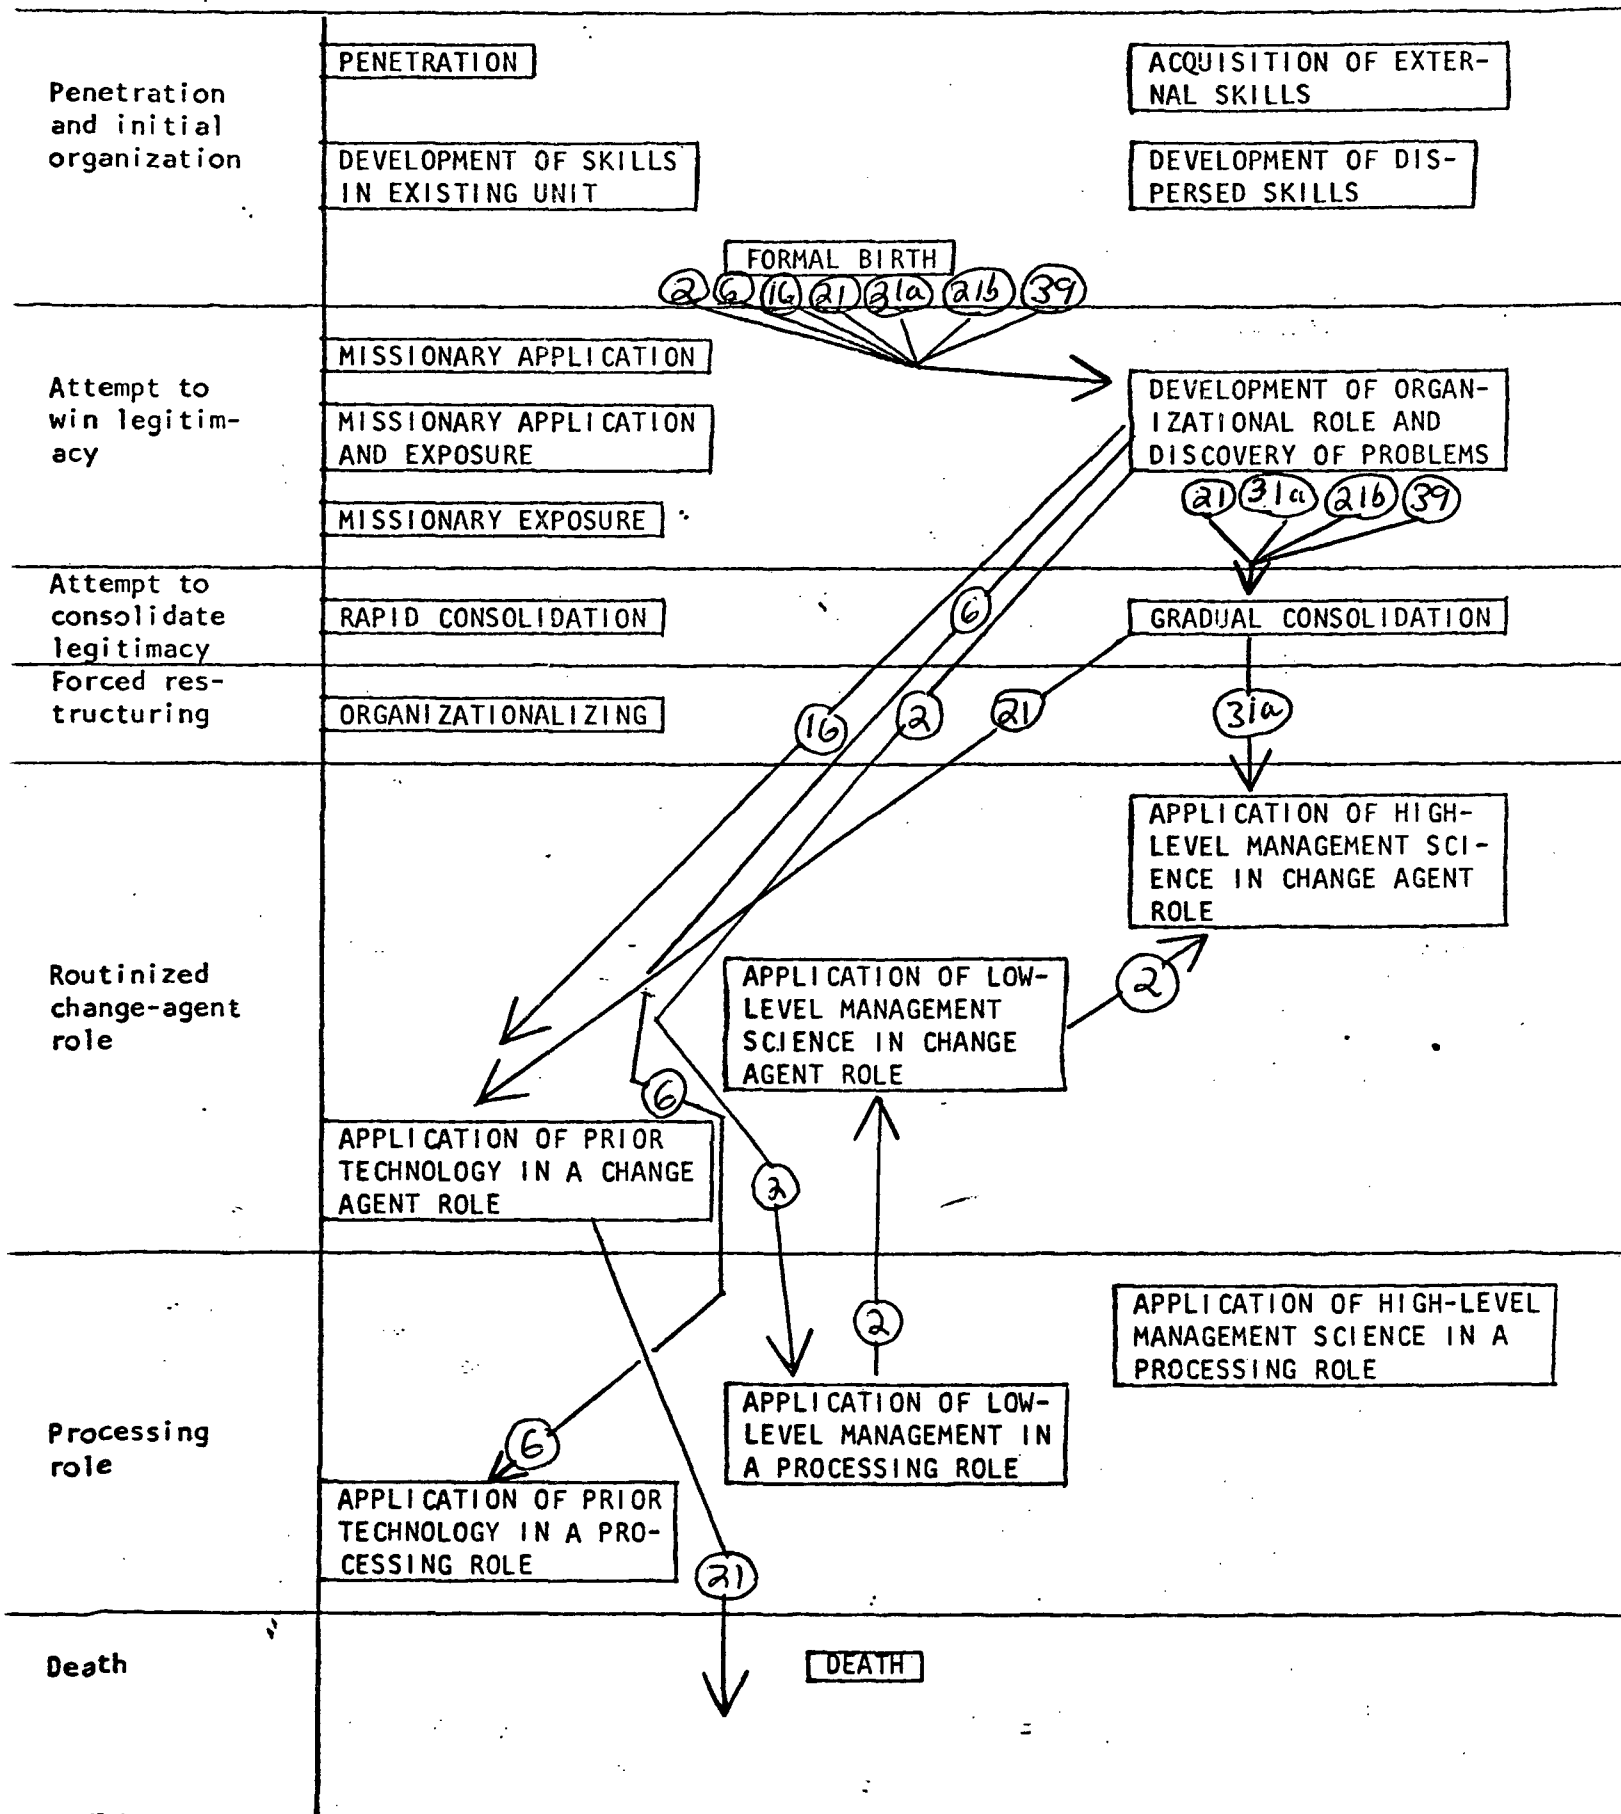 PENETRATION
ACQUISITION OF EXTER-
NAL SKILLS
Penetration
and initial
organization
DEVELOPMENT OF SKILLS
IN EXISTING UNIT
DEVELOPMENT OF DIS-
PERSED SKILLS
FORMAL BIRTH
2 6 16 21 21a 21b 39
MISSIONARY APPLICATION
Attempt to
win legitim-
acy
MISSIONARY APPLICATION
AND EXPOSURE
DEVELOPMENT OF ORGAN-
IZATIONAL ROLE AND
DISCOVERY OF PROBLEMS
21 31a 21b 39
MISSIONARY EXPOSURE
Attempt to
consolidate
legitimacy
RAPID CONSOLIDATION
6
GRADUAL CONSOLIDATION
Forced res-
tructuring
ORGANIZATIONALIZING
16 2 21 31a
APPLICATION OF HIGH-
LEVEL MANAGEMENT SCI-
ENCE IN CHANGE AGENT
ROLE
Routinized
change-agent
role
APPLICATION OF LOW-
LEVEL MANAGEMENT
SCIENCE IN CHANGE
AGENT ROLE
2
6
APPLICATION OF PRIOR
TECHNOLOGY IN A CHANGE
AGENT ROLE
2
2
APPLICATION OF HIGH-LEVEL
MANAGEMENT SCIENCE IN A
PROCESSING ROLE
Processing
role
APPLICATION OF LOW-
LEVEL MANAGEMENT IN
A PROCESSING ROLE
6
APPLICATION OF PRIOR
TECHNOLOGY IN A PRO-
CESSING ROLE
21
Death
DEATH